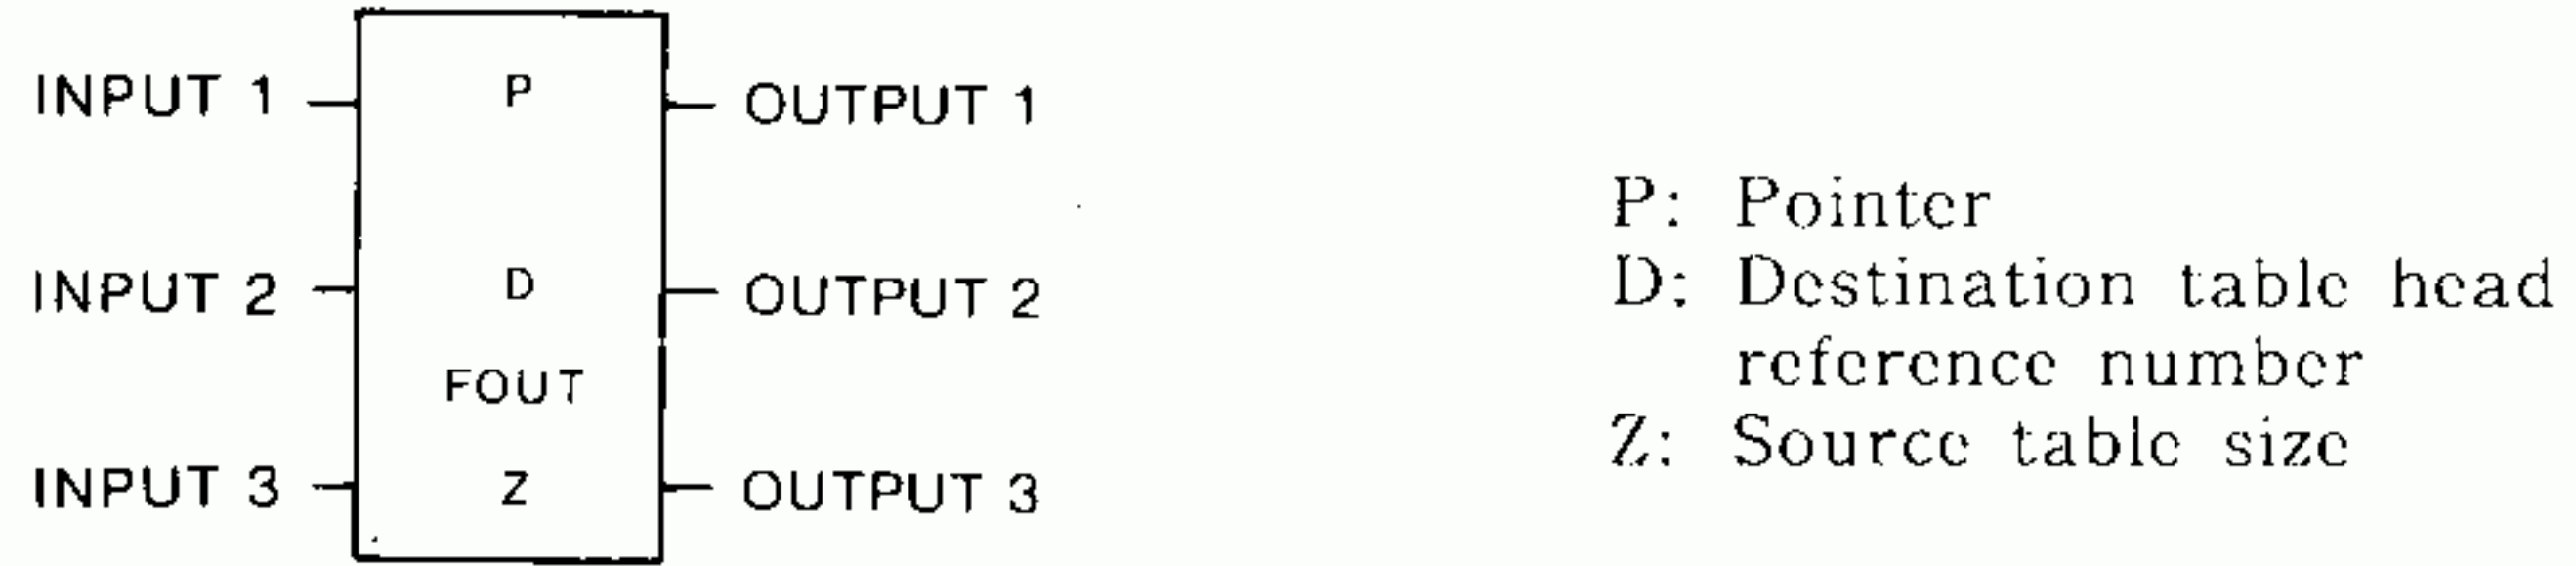 INPUT 1
P
OUTPUT 1
INPUT 2
D
OUTPUT 2
FOUT
INPUT 3
Z
OUTPUT 3
P: Pointer
D: Destination table head
reference number
Z: Source table size